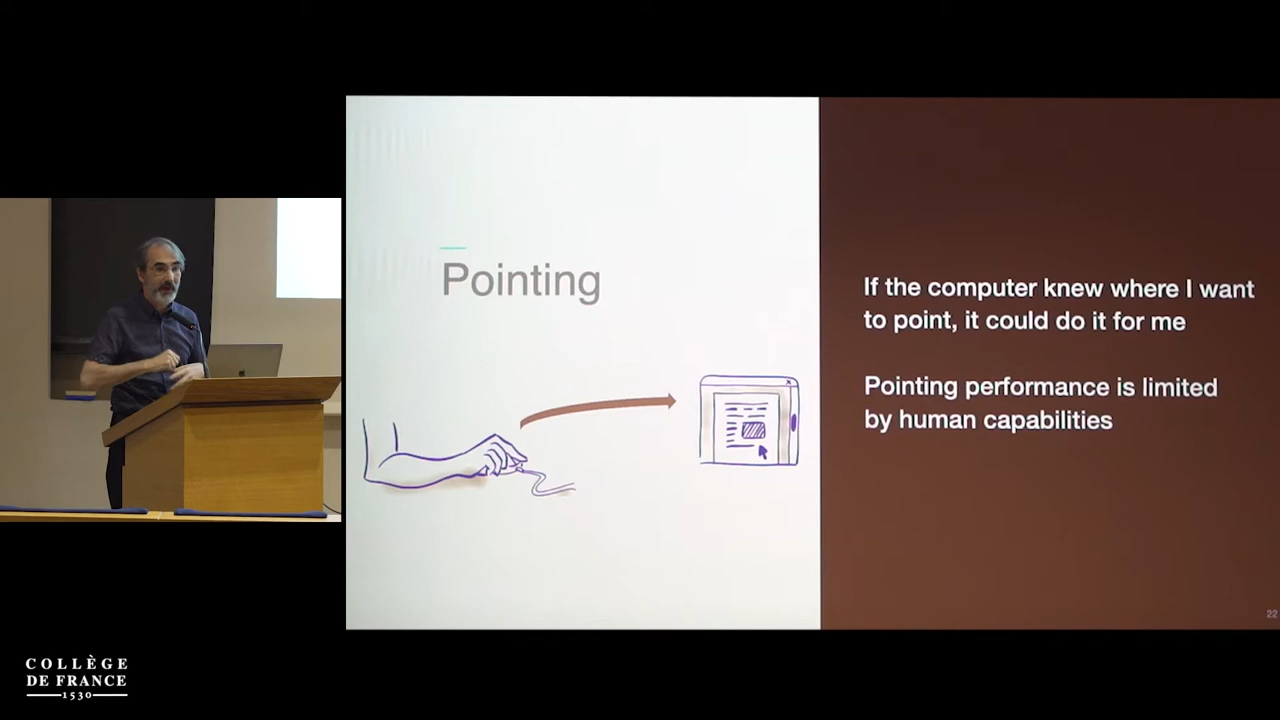 Pointing
If the computer knew where I want
to point, it could do it for me
Pointing performance is limited
by human capabilities
22
COLLÈGE
DE FRANCE
1530